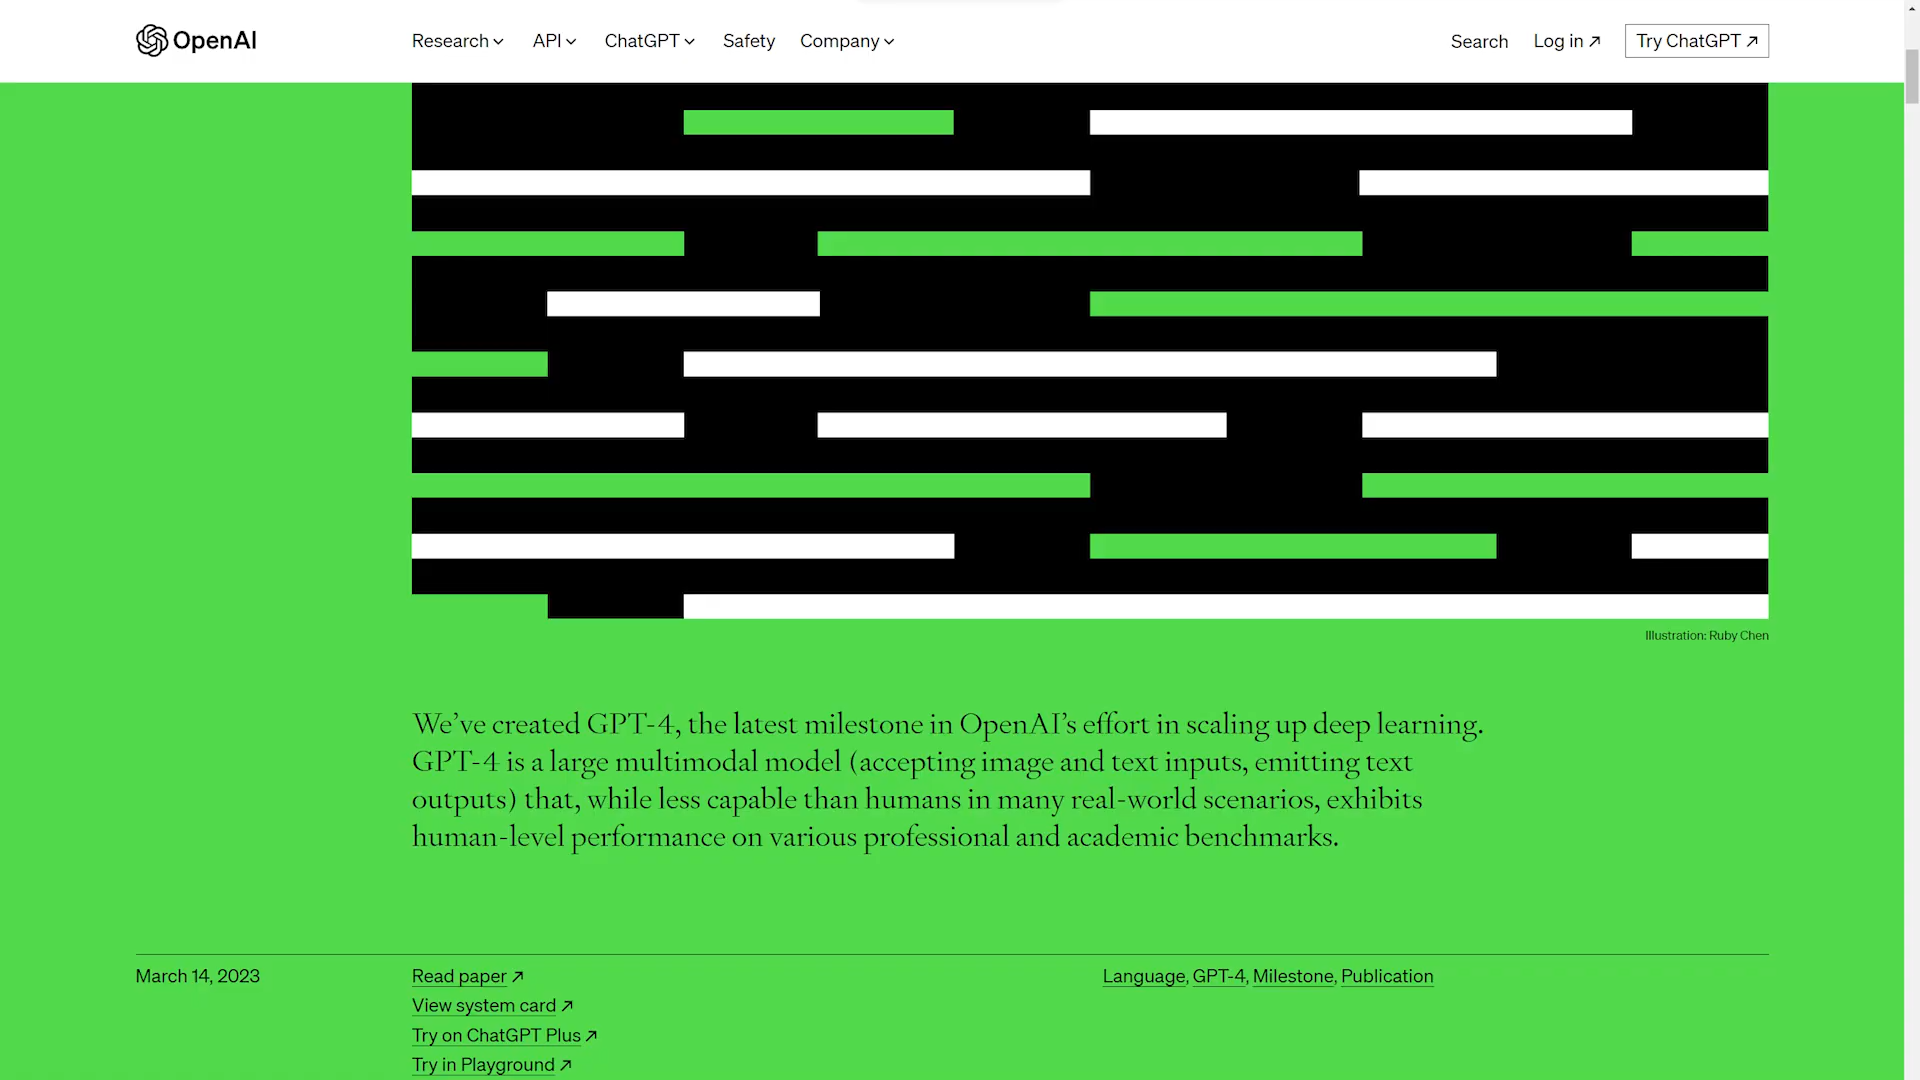 OpenAI
Research API ChatGPT Safety Company
Search Log in ↗ Try ChatGPT ↗
Illustration: Ruby Chen
We’ve created GPT-4, the latest milestone in OpenAI’s effort in scaling up deep learning.
GPT-4 is a large multimodal model (accepting image and text inputs, emitting text
outputs) that, while less capable than humans in many real-world scenarios, exhibits
human-level performance on various professional and academic benchmarks.
March 14, 2023
Read paper ↗
View system card ↗
Try on ChatGPT Plus ↗
Try in Playground ↗
Language, GPT-4, Milestone, Publication